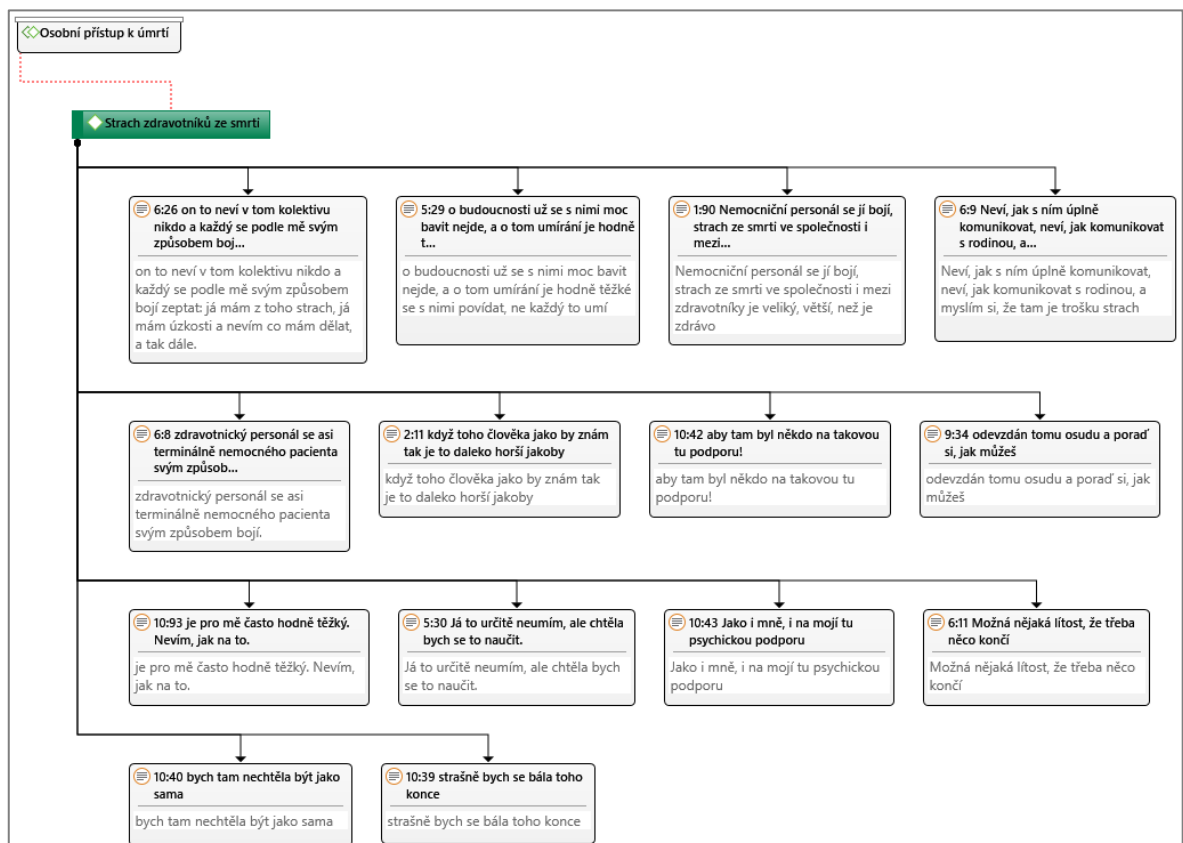 Osobní přístup k úmrtí
Strach zdravotníků ze smrti
6:26 on to neví v tom kolektivu
nikdo a každý se podle mě svým
způsobem boj...
on to neví v tom kolektivu nikdo a
každý se podle mě svým způsobem
bojí zeptat: já mám z toho strach, já
mám úzkosti a nevím co mám dělat,
a tak dále.
5:29 o budoucnosti už se s nimi moc
bavit nejde, a o tom umírání je hodně
t...
o budoucnosti už se s nimi moc bavit
nejde, a o tom umírání je hodně těžké
se s nimi povídat, ne každý to umí
1:90 Nemocniční personál se jí bojí,
strach ze smrti ve společnosti i
mezi...
Nemocniční personál se jí bojí,
strach ze smrti ve společnosti i mezi
zdravotníky je veliký, větší, než je
zdrávo
6:9 Neví, jak s ním úplně
komunikovat, neví, jak komunikovat
s rodinou, a...
Neví, jak s ním úplně komunikovat,
neví, jak komunikovat s rodinou, a
myslím si, že tam je trošku strach
6:8 zdravotnický personál se asi
terminálně nemocného pacienta
svým způsob...
zdravotnický personál se asi
terminálně nemocného pacienta
svým způsobem bojí.
2:11 když toho člověka jako by znám
tak je to daleko horší jakoby
když toho člověka jako by znám tak
je to daleko horší jakoby
10:42 aby tam byl někdo na takovou
tu podporu!
aby tam byl někdo na takovou tu
podporu!
9:34 odevzdán tomu osudu a poraď
si, jak můžeš
odevzdán tomu osudu a poraď si, jak
můžeš
10:93 je pro mě často hodně těžký.
Nevím, jak na to.
je pro mě často hodně těžký. Nevím,
jak na to.
5:30 Já to určitě neumím, ale chtěla
bych se to naučit.
Já to určitě neumím, ale chtěla bych
se to naučit.
10:43 Jako i mně, i na mojí tu
psychickou podporu
Jako i mně, i na mojí tu psychickou
podporu
6:11 Možná nějaká lítost, že třeba
něco končí
Možná nějaká lítost, že třeba něco
končí
10:40 bych tam nechtěla být jako
sama
bych tam nechtěla být jako sama
10:39 strašně bych se bála toho
konce
strašně bych se bála toho konce